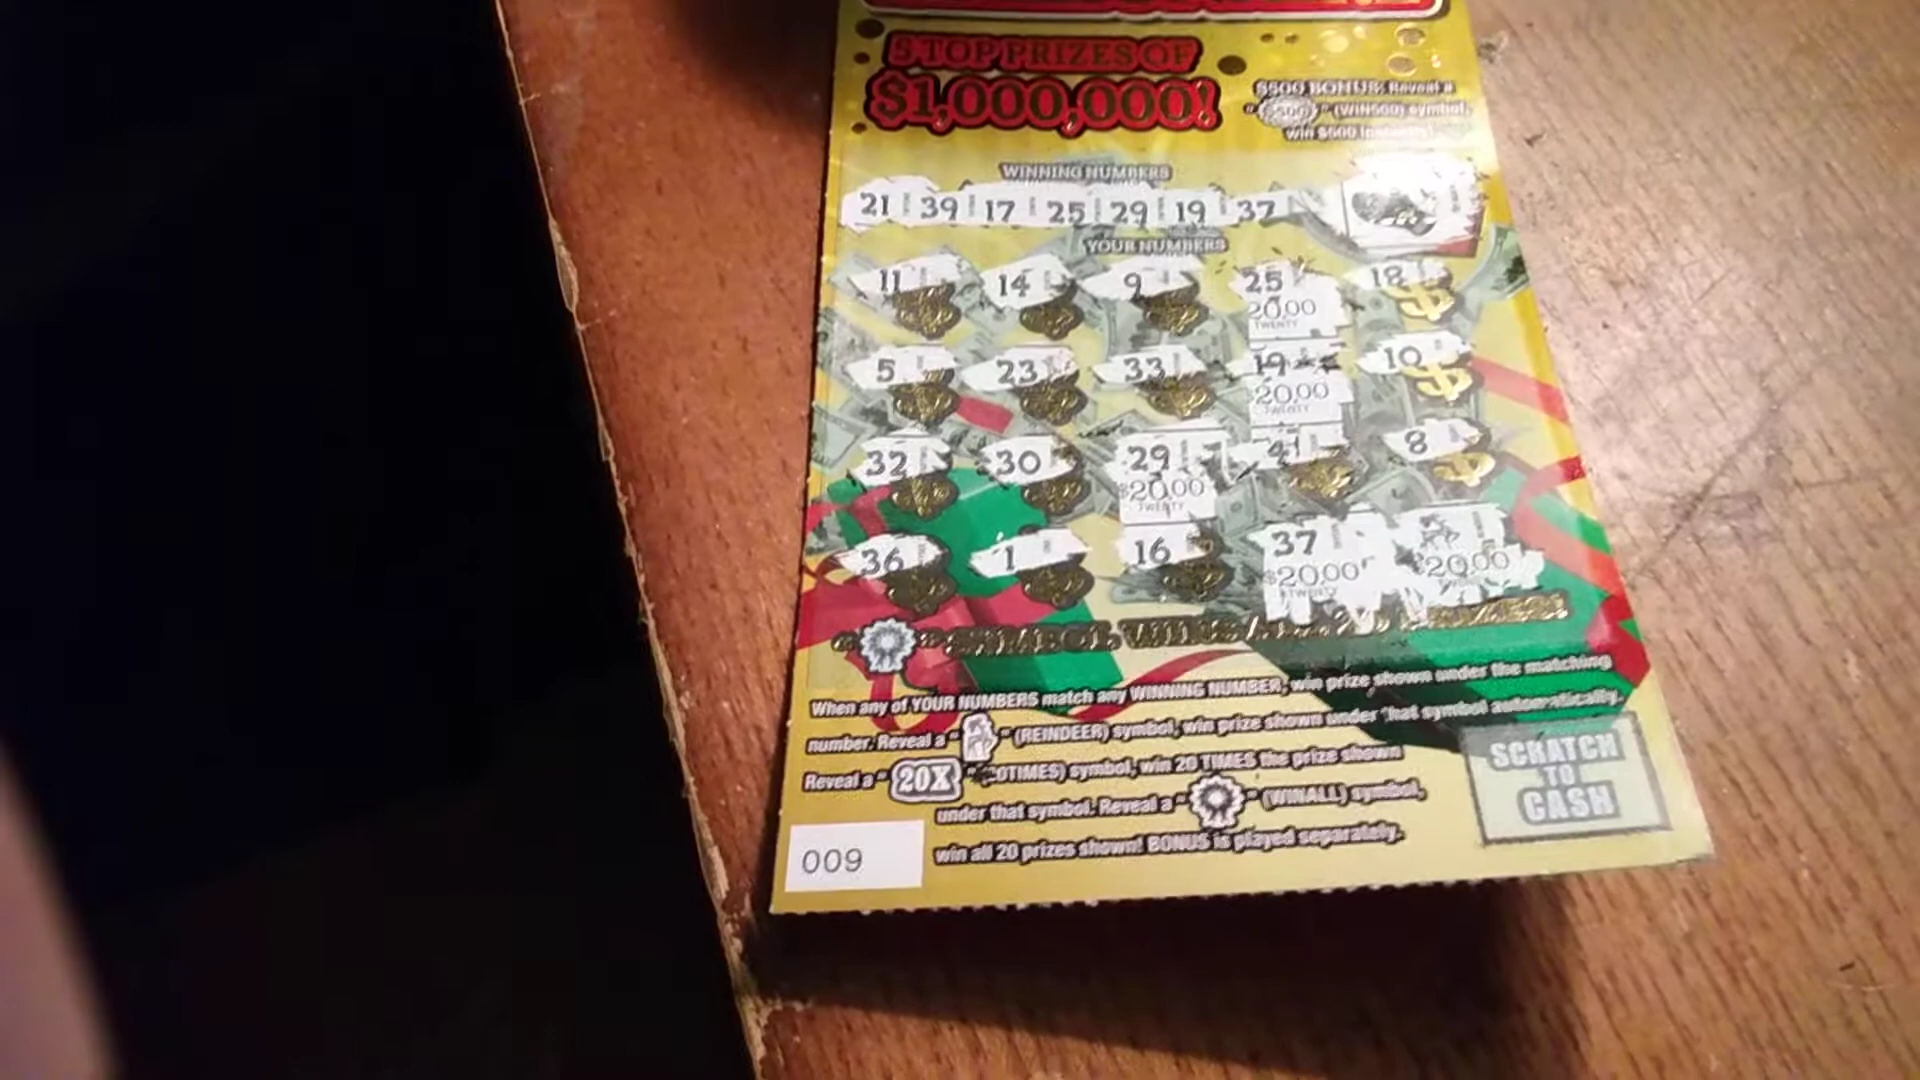 5 TOP PRIZES OF
$1,000,000!
$500 BONUS: Reveal a
"$500" (WIN500) symbol,
win $500 instantly!
WINNING NUMBERS
21 39 17 25 29 19 37
YOUR NUMBERS
11 14 9 25 18
20.00
TWENTY
5 23 33 19 10
20.00
TWENTY
32 30 29 41 8
$20.00
TWENTY
36 1 16 37
$20.00 $20.00
TWENTY
" " SYMBOL WINS ALL 20 PRIZES!
When any of YOUR NUMBERS match any WINNING NUMBER, win prize shown under the matching
number. Reveal a " " (REINDEER) symbol, win prize shown under that symbol automatically.
Reveal a "20X" (20TIMES) symbol, win 20 TIMES the prize shown
under that symbol. Reveal a " " (WINALL) symbol,
win all 20 prizes shown! BONUS is played separately.
SCRATCH
TO
CASH
009